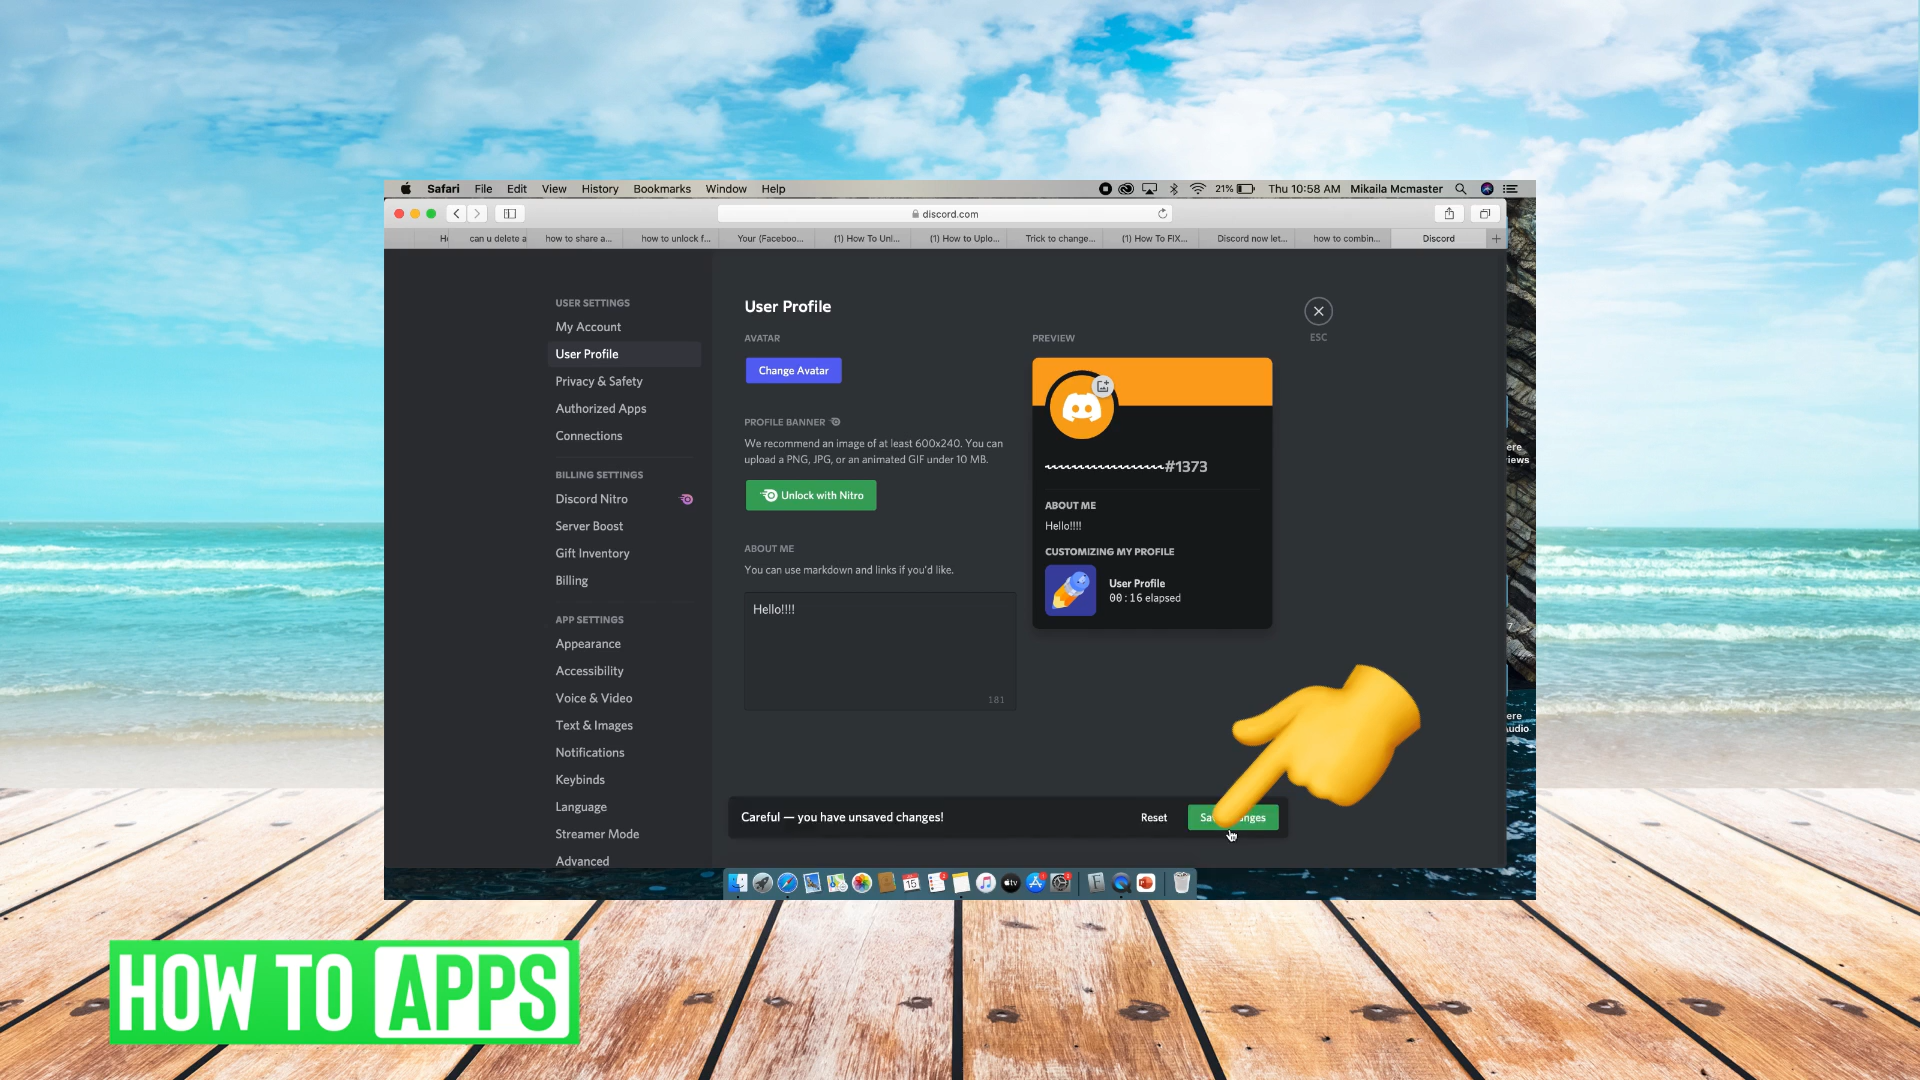 Safari File Edit View History Bookmarks Window Help 21% Thu 10:58 AM Mikaila Mcmaster
discord.com
can u delete a how to share a... how to unlock f... Your (Faceboo... (1) How To Unl... (1) How to Uplo... Trick to change... (1) How To FIX... Discord now let... how to combin... Discord
USER SETTINGS
My Account
User Profile
Privacy & Safety
Authorized Apps
Connections
BILLING SETTINGS
Discord Nitro
Server Boost
Gift Inventory
Billing
APP SETTINGS
Appearance
Accessibility
Voice & Video
Text & Images
Notifications
Keybinds
Language
Streamer Mode
Advanced
User Profile
AVATAR
Change Avatar
PROFILE BANNER
We recommend an image of at least 600x240. You can
upload a PNG, JPG, or an animated GIF under 10 MB.
Unlock with Nitro
ABOUT ME
You can use markdown and links if you'd like.
Hello!!!!
181
PREVIEW
#1373
ABOUT ME
Hello!!!!
CUSTOMIZING MY PROFILE
User Profile
00:16 elapsed
ESC
Careful — you have unsaved changes!
Reset
HOW TO APPS